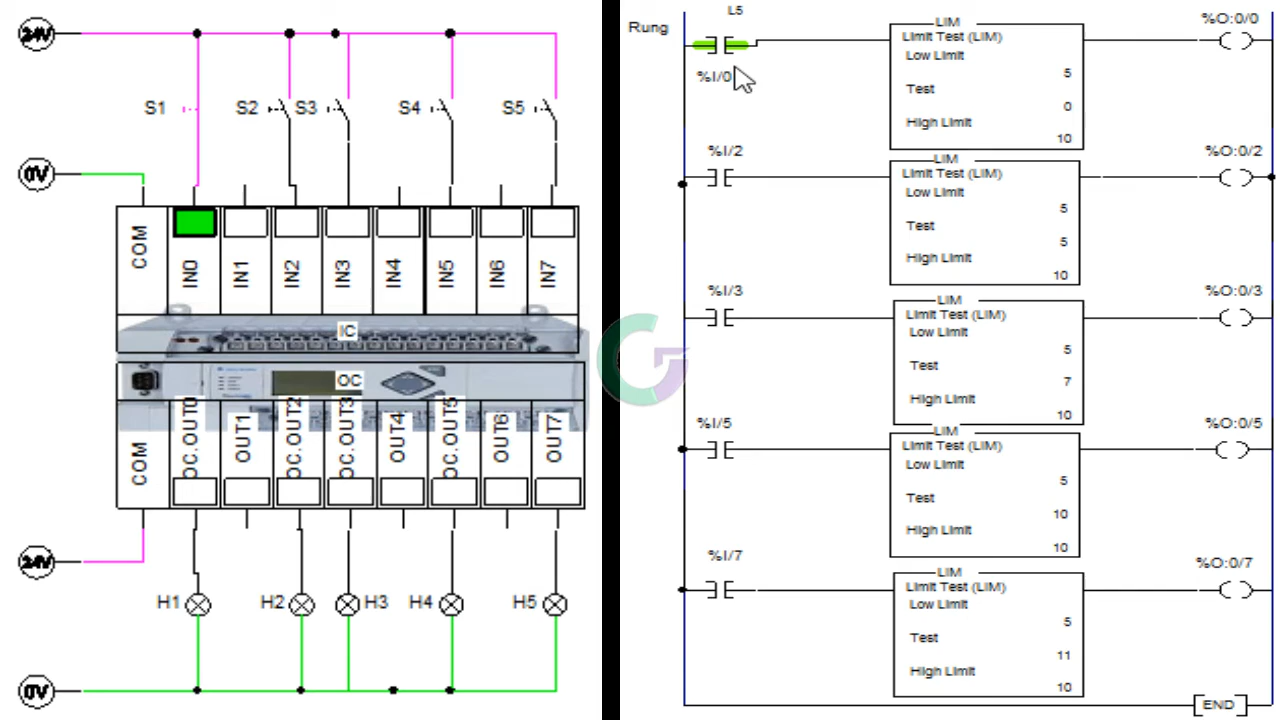 24V
S1
S2
S3
S4
S5
0V
COM
IN0
IN1
IN2
IN3
IN4
IN5
IN6
IN7
IC
OC
COM
OC.OUT0
OUT1
OC.OUT2
OC.OUT3
OUT4
OC.OUT5
OUT6
OUT7
24V
H1
H2
H3
H4
H5
0V
Rung
L5
%I/0
LIM
Limit Test (LIM)
Low Limit
5
Test
0
High Limit
10
%O:0/0
%I/2
LIM
Limit Test (LIM)
Low Limit
5
Test
5
High Limit
10
%O:0/2
%I/3
LIM
Limit Test (LIM)
Low Limit
5
Test
7
High Limit
10
%O:0/3
%I/5
LIM
Limit Test (LIM)
Low Limit
5
Test
10
High Limit
10
%O:0/5
%I/7
LIM
Limit Test (LIM)
Low Limit
5
Test
11
High Limit
10
%O:0/7
END